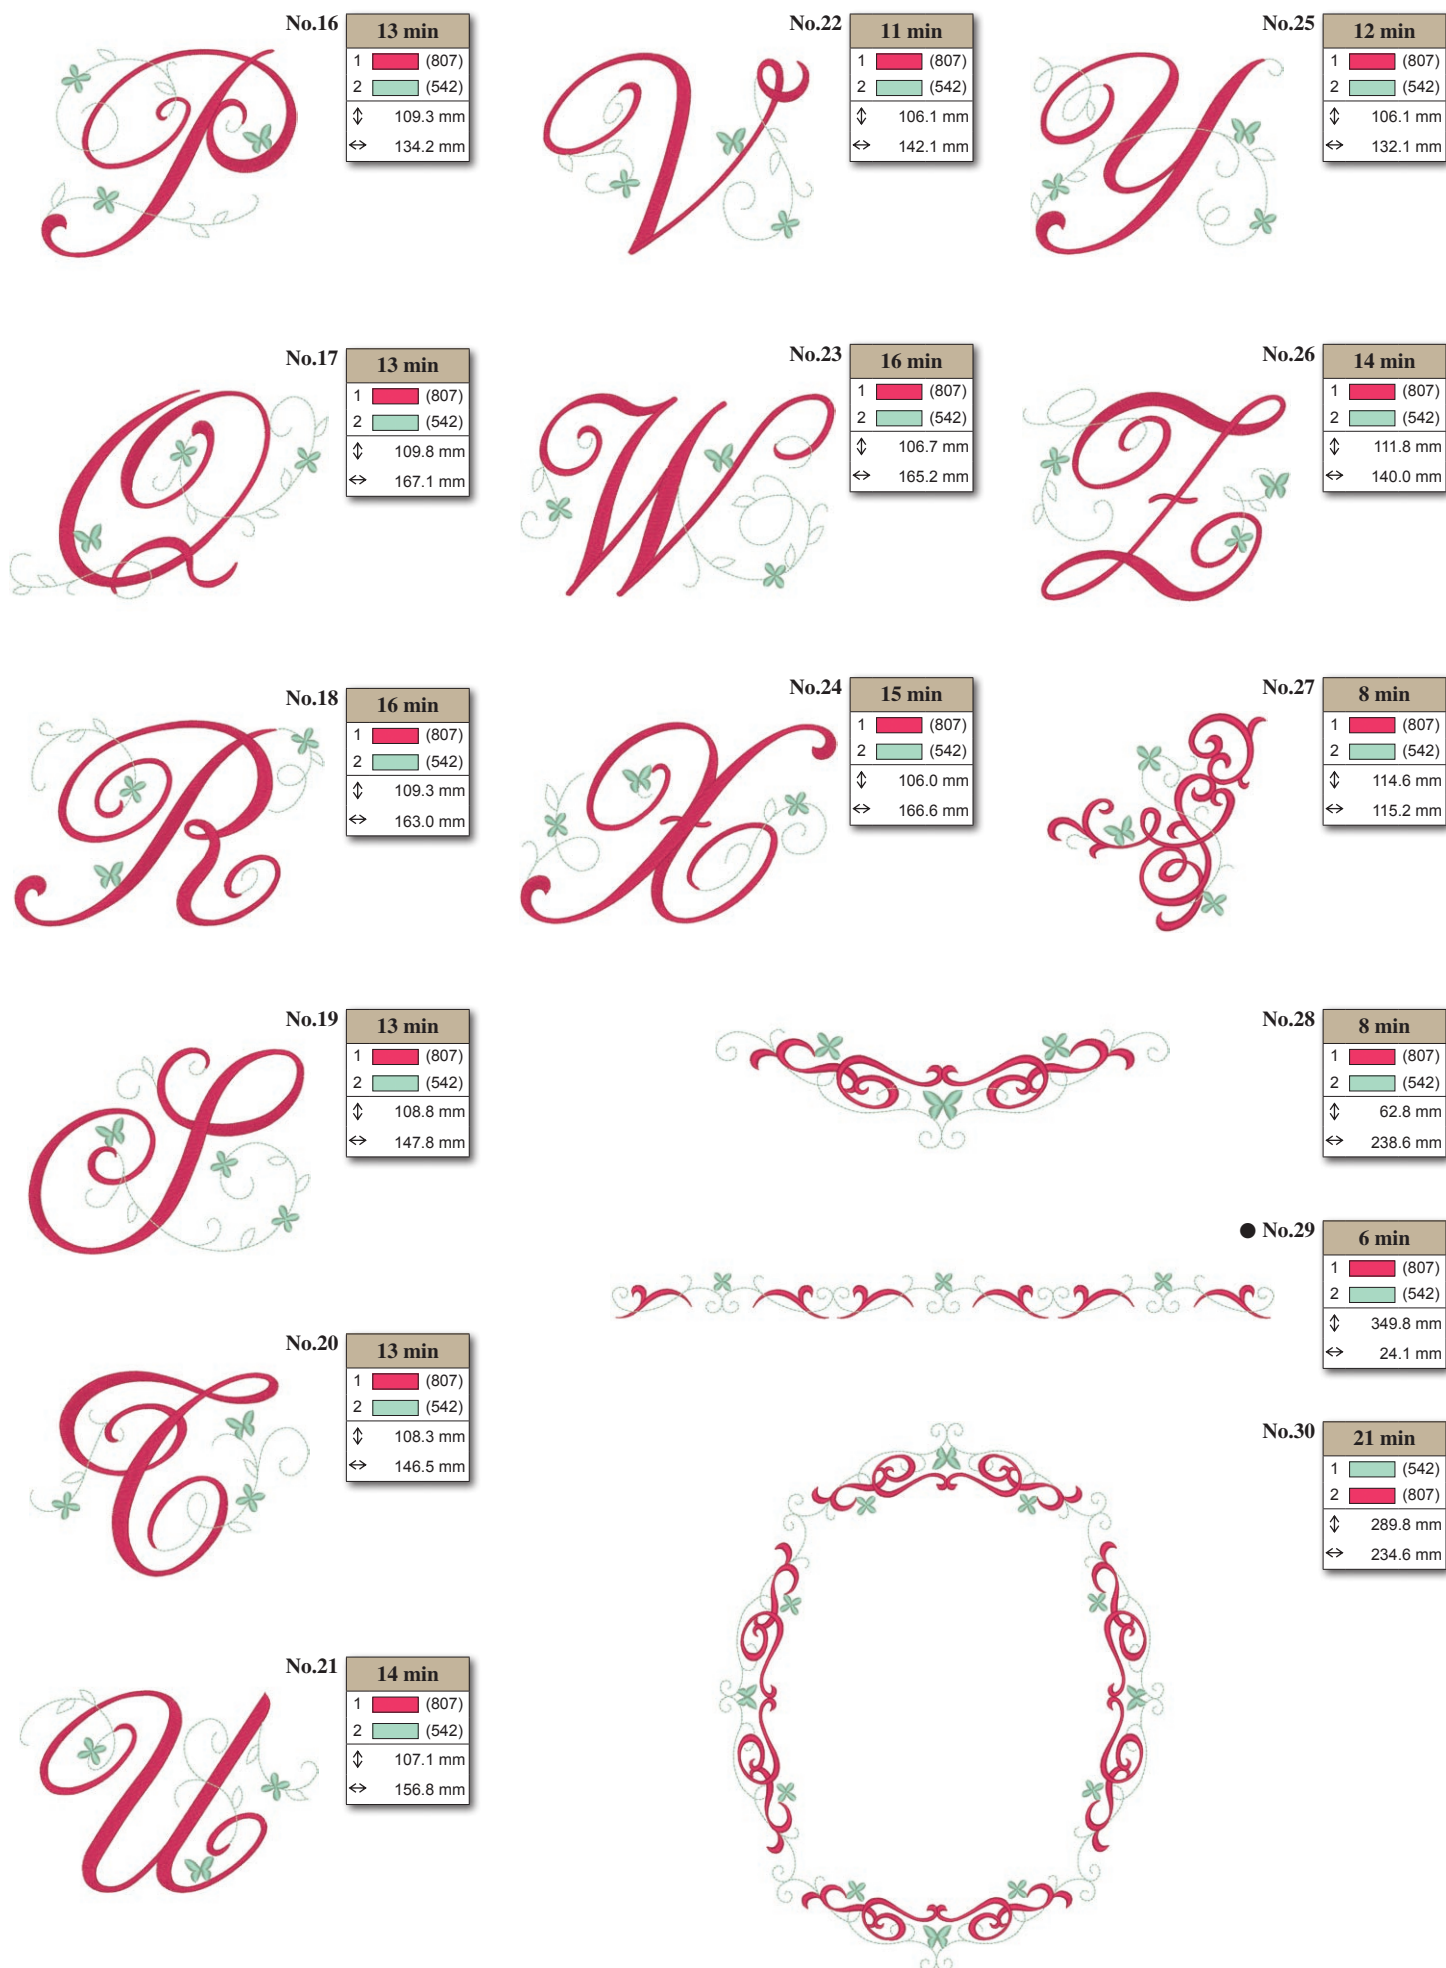 No.16
13 min
1 (807)
2 (542)
109.3 mm
134.2 mm
P
No.17
13 min
1 (807)
2 (542)
109.8 mm
167.1 mm
Q
No.18
16 min
1 (807)
2 (542)
109.3 mm
163.0 mm
R
No.19
13 min
1 (807)
2 (542)
108.8 mm
147.8 mm
S
No.20
13 min
1 (807)
2 (542)
108.3 mm
146.5 mm
T
No.21
14 min
1 (807)
2 (542)
107.1 mm
156.8 mm
U
No.22
11 min
1 (807)
2 (542)
106.1 mm
142.1 mm
V
No.23
16 min
1 (807)
2 (542)
106.7 mm
165.2 mm
W
No.24
15 min
1 (807)
2 (542)
106.0 mm
166.6 mm
X
No.25
12 min
1 (807)
2 (542)
106.1 mm
132.1 mm
Y
No.26
14 min
1 (807)
2 (542)
111.8 mm
140.0 mm
Z
No.27
8 min
1 (807)
2 (542)
114.6 mm
115.2 mm
No.28
8 min
1 (807)
2 (542)
62.8 mm
238.6 mm
● No.29
6 min
1 (807)
2 (542)
349.8 mm
24.1 mm
No.30
21 min
1 (542)
2 (807)
289.8 mm
234.6 mm